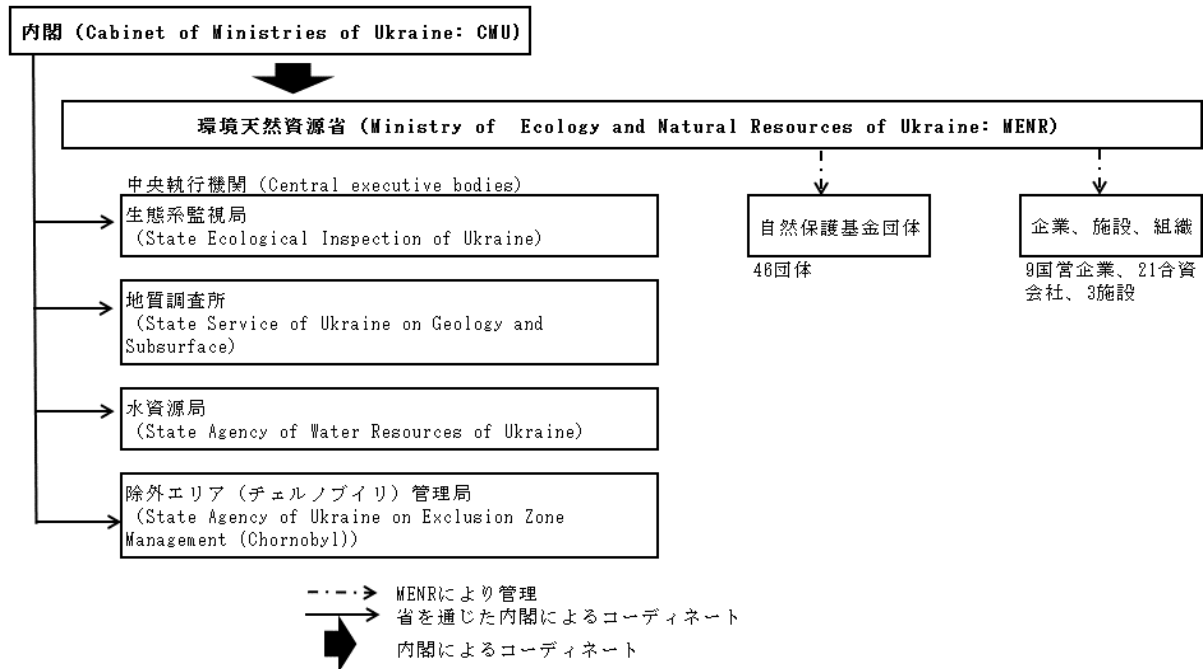 内閣 (Cabinet of Ministries of Ukraine: CMU)
環境天然資源省 (Ministry of Ecology and Natural Resources of Ukraine: MENR)
中央執行機関 (Central executive bodies)
生態系監視局
(State Ecological Inspection of Ukraine)
地質調査所
(State Service of Ukraine on Geology and
Subsurface)
水資源局
(State Agency of Water Resources of Ukraine)
除外エリア (チェルノブイリ) 管理局
(State Agency of Ukraine on Exclusion Zone
Management (Chornobyl))
自然保護基金団体
46団体
企業、施設、組織
9国営企業、21合資
会社、3施設
MENRにより管理
省を通じた内閣によるコーディネート
内閣によるコーディネート